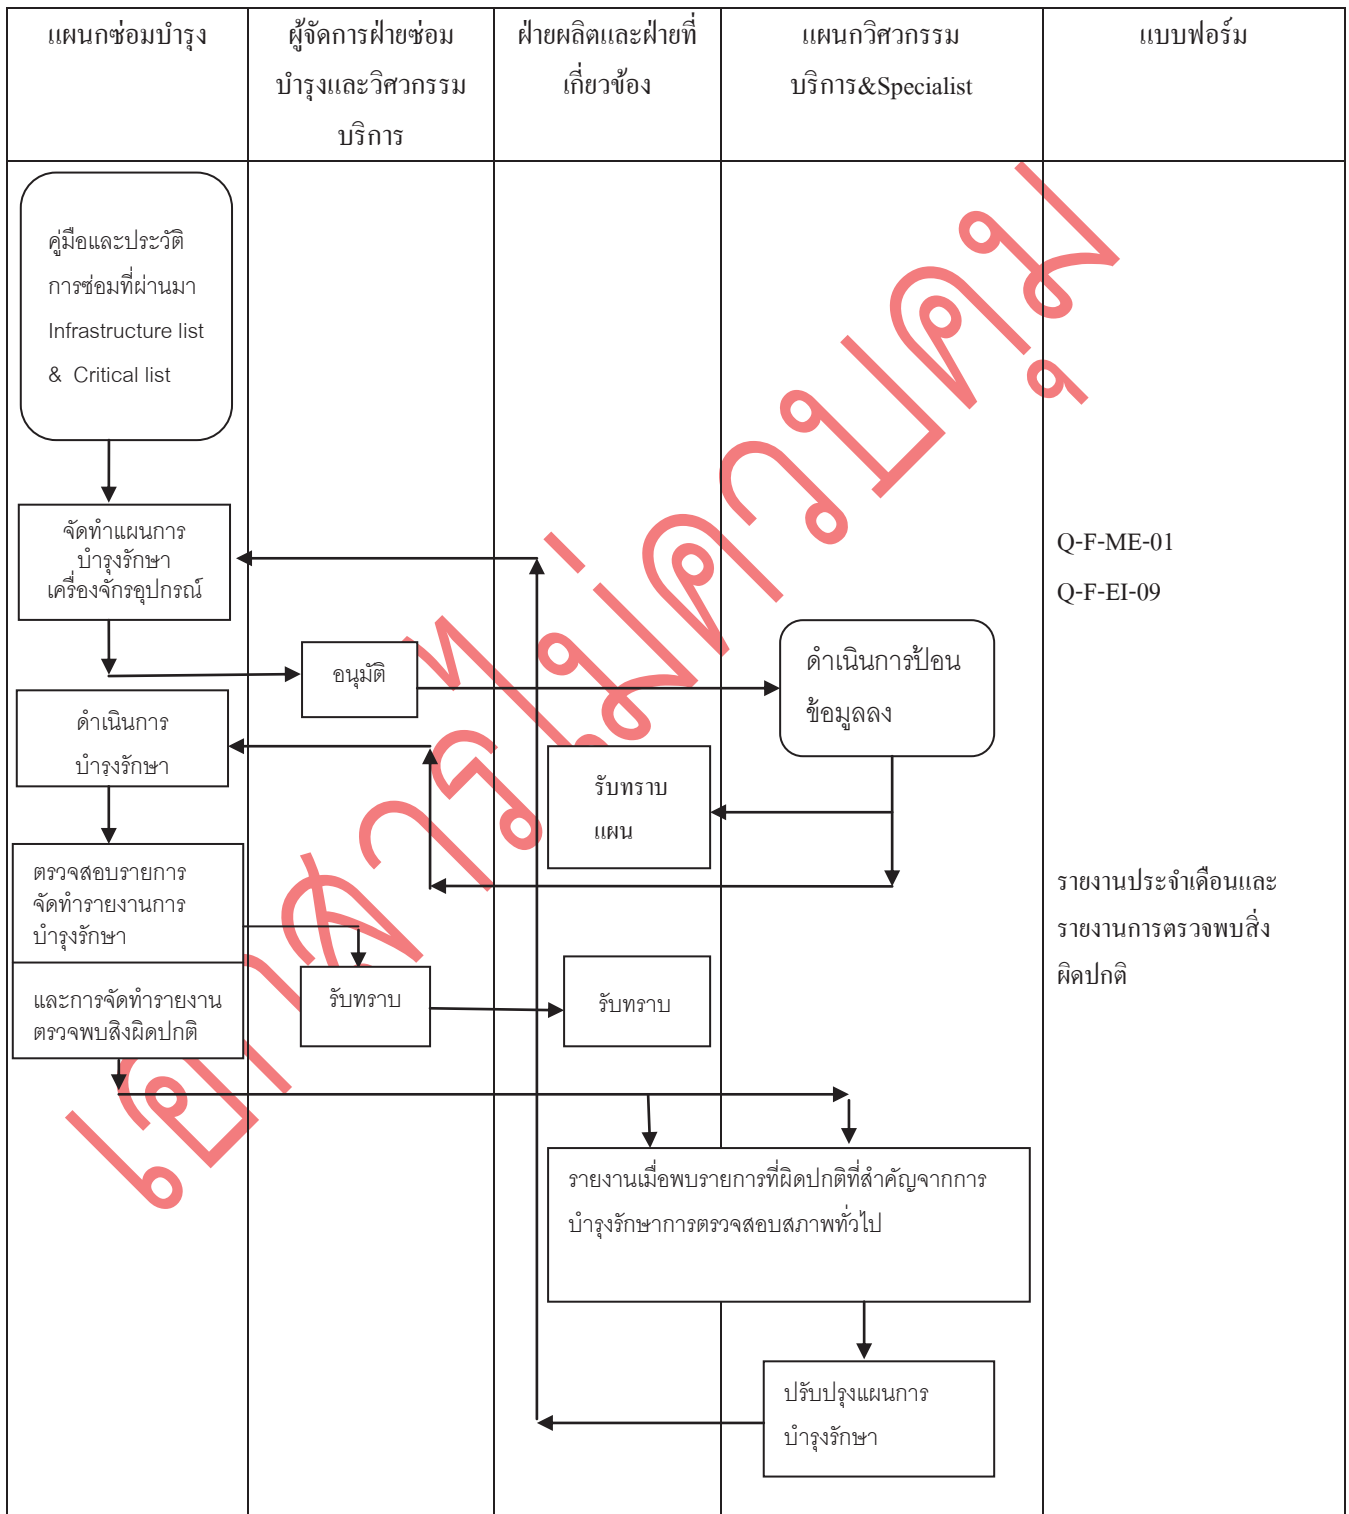 แผนกซ่อมบำรุง
ผู้จัดการฝ่ายซ่อม
บำรุงและวิศวกรรม
บริการ
ฝ่ายผลิตและฝ่ายที่
เกี่ยวข้อง
แผนกวิศวกรรม
บริการ&Specialist
แบบฟอร์ม
คู่มือและประวัติ
การซ่อมที่ผ่านมา
Infrastructure list
& Critical list
จัดทำแผนการ
บำรุงรักษา
เครื่องจักรอุปกรณ์
Q-F-ME-01
Q-F-EI-09
อนุมัติ
ดำเนินการป้อน
ข้อมูลลง
ดำเนินการ
บำรุงรักษา
รับทราบ
แผน
ตรวจสอบรายการ
จัดทำรายงานการ
บำรุงรักษา
และการจัดทำรายงาน
ตรวจพบสิ่งผิดปกติ
รับทราบ
รับทราบ
รายงานประจำเดือนและ
รายงานการตรวจพบสิ่ง
ผิดปกติ
รายงานเมื่อพบรายการที่ผิดปกติที่สำคัญจากการ
บำรุงรักษาการตรวจสอบสภาพทั่วไป
ปรับปรุงแผนการ
บำรุงรักษา
เอกสารไม่ควบคุม